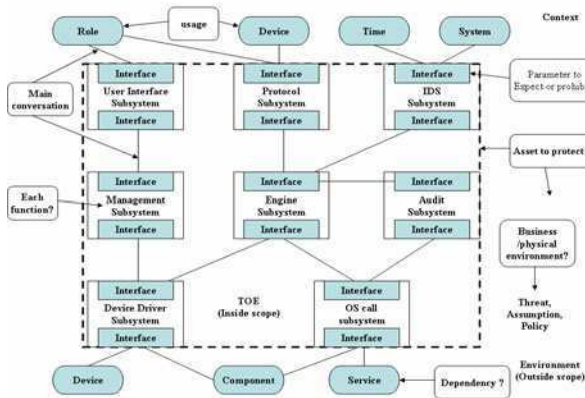 usage
Context
Role
Device
Time
System
Interface
Interface
Interface
Parameter to
Expect or prohib
Main
conversation
User Interface
Subsystem
Protocol
Subsystem
IDS
Subsystem
Interface
Interface
Interface
Asset to protect
Interface
Interface
Interface
Each
function?
Management
Subsystem
Engine
Subsystem
Audit
Subsystem
Interface
Interface
Interface
Business
/physical
environment?
Interface
Interface
Device Driver
Subsystem
TOE
(Inside scope)
OS call
subsystem
Threat,
Assumption,
Policy
Interface
Interface
Device
Component
Service
Dependency ?
Environment
(Outside scope)